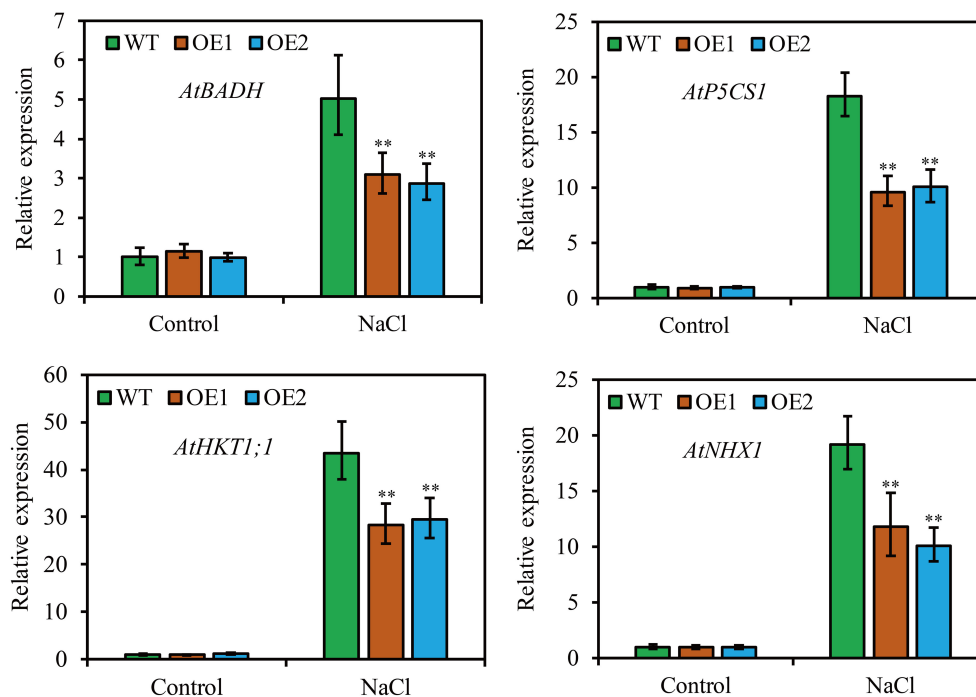 7
6
5
4
3
2
1
0
Relative expression
WT OE1 OE2
AtBADH
**
**
Control NaCl
25
20
15
10
5
0
Relative expression
WT OE1 OE2
AtP5CS1
**
**
Control NaCl
60
50
40
30
20
10
0
Relative expression
WT OE1 OE2
AtHKT1;1
**
**
Control NaCl
25
20
15
10
5
0
Relative expression
WT OE1 OE2
AtNHX1
**
**
Control NaCl